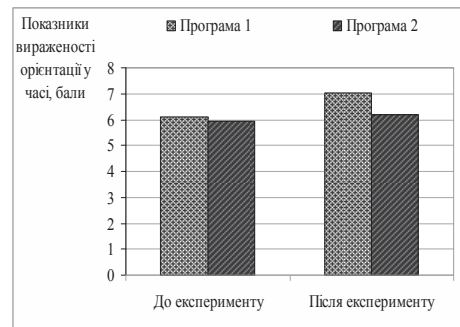 Показники
вираженості
орієнтації у
часі, бали
Програма 1
Програма 2
8
7
6
5
4
3
2
1
0
До експерименту
Після експерименту